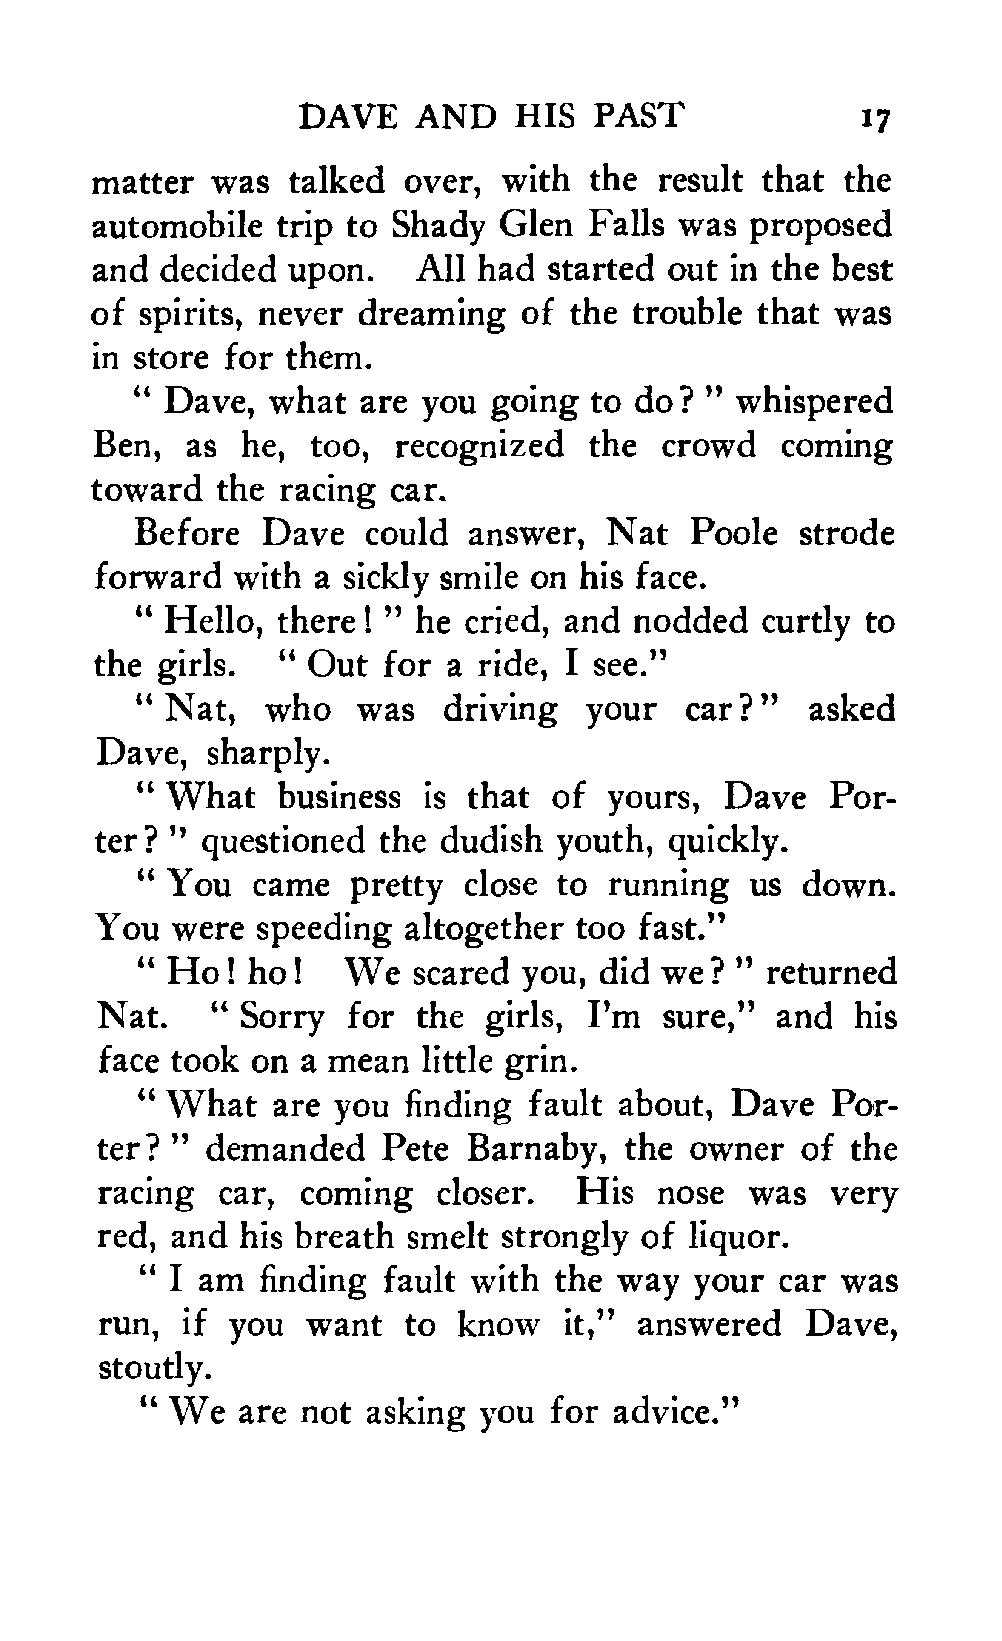 DAVE AND HIS PAST 17
matter was talked over, with the result that the
automobile trip to Shady Glen Falls was proposed
and decided upon. All had started out in the best
of spirits, never dreaming of the trouble that was
in store for them.
“ Dave, what are you going to do? ” whispered
Ben, as he, too, recognized the crowd coming
toward the racing car.
Before Dave could answer, Nat Poole strode
forward with a sickly smile on his face.
“ Hello, there! ” he cried, and nodded curtly to
the girls. “ Out for a ride, I see.”
“ Nat, who was driving your car? ” asked
Dave, sharply.
“ What business is that of yours, Dave Por-
ter? ” questioned the dudish youth, quickly.
“ You came pretty close to running us down.
You were speeding altogether too fast.”
“ Ho! ho! We scared you, did we? ” returned
Nat. “ Sorry for the girls, I’m sure,” and his
face took on a mean little grin.
“ What are you finding fault about, Dave Por-
ter? ” demanded Pete Barnaby, the owner of the
racing car, coming closer. His nose was very
red, and his breath smelt strongly of liquor.
“ I am finding fault with the way your car was
run, if you want to know it,” answered Dave,
stoutly.
“ We are not asking you for advice.”